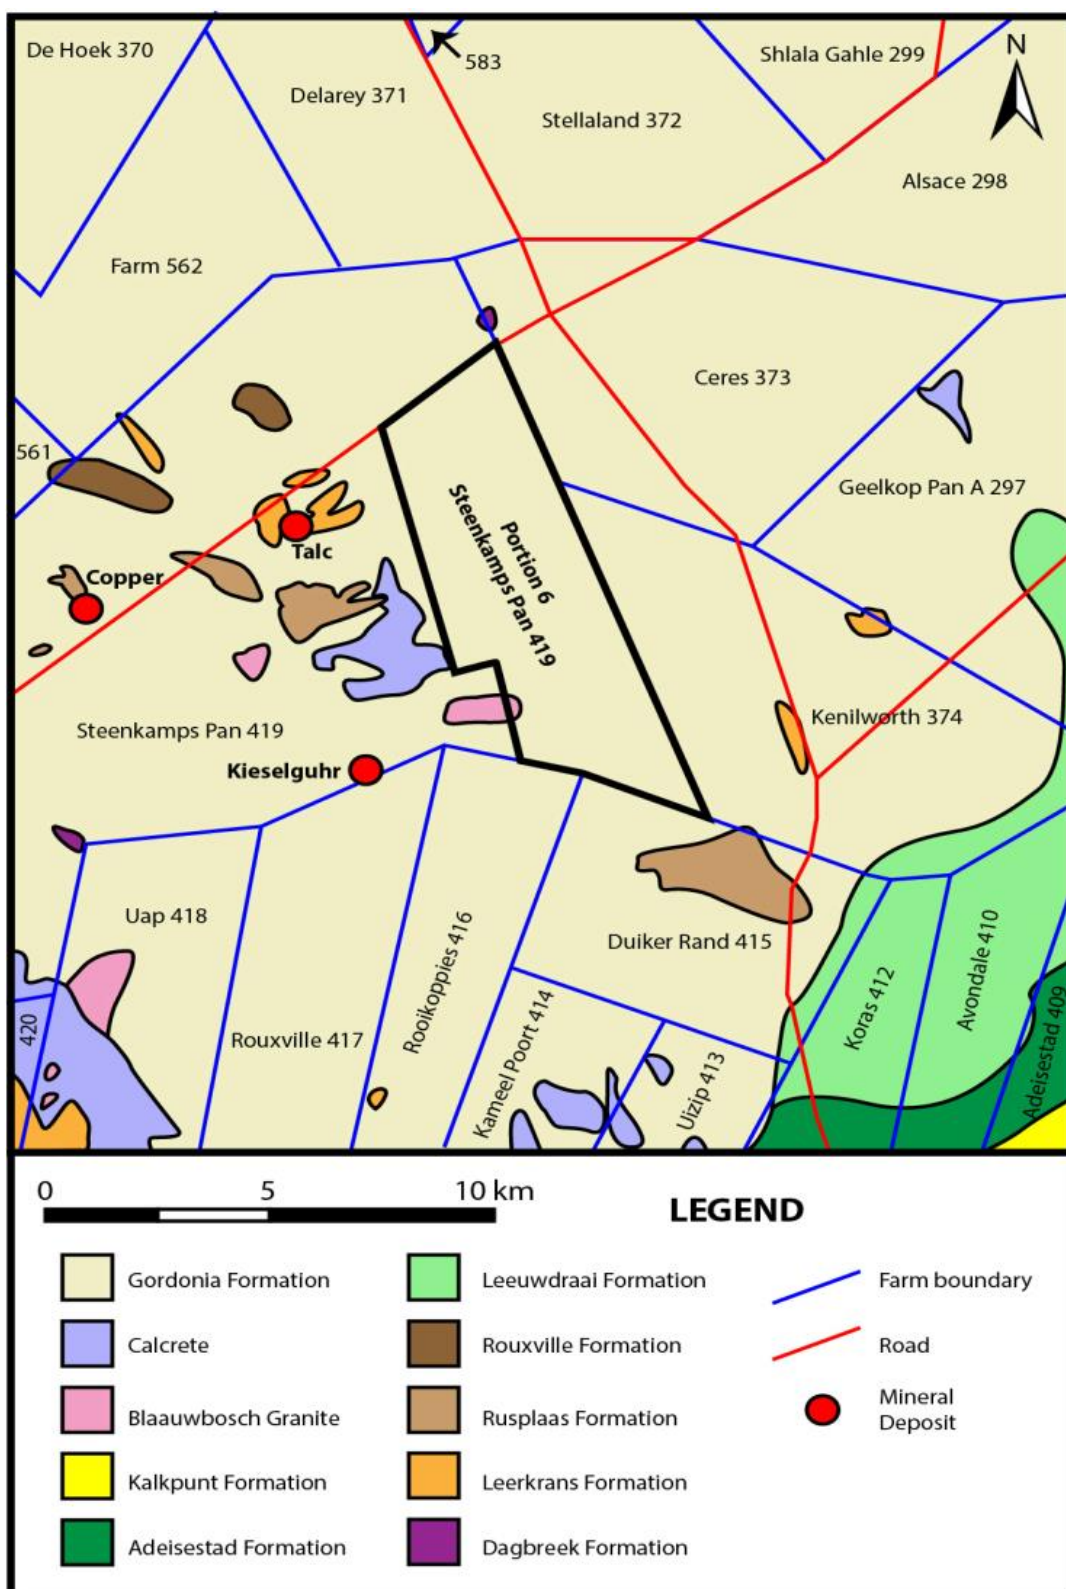 De Hoek 370
583
Shlala Gahle 299
N
Delarey 371
Stellaland 372
Alsace 298
Farm 562
Ceres 373
561
Geelkop Pan A 297
Portion 6
Steenkamps Pan 419
Talc
Copper
Steenkamps Pan 419
Kenilworth 374
Kieselguhr
Uap 418
Rooikoppies 416
Duiker Rand 415
Avondale 410
420
Rouxville 417
Kameel Poort 414
Uizip 413
Koras 412
Adeisestad 409
0 5 10 km
LEGEND
Gordonia Formation
Calcrete
Blaauwbosch Granite
Kalkpunt Formation
Adeisestad Formation
Leeuwdraai Formation
Rouxville Formation
Rusplaas Formation
Leerkrans Formation
Dagbreek Formation
Farm boundary
Road
Mineral
Deposit